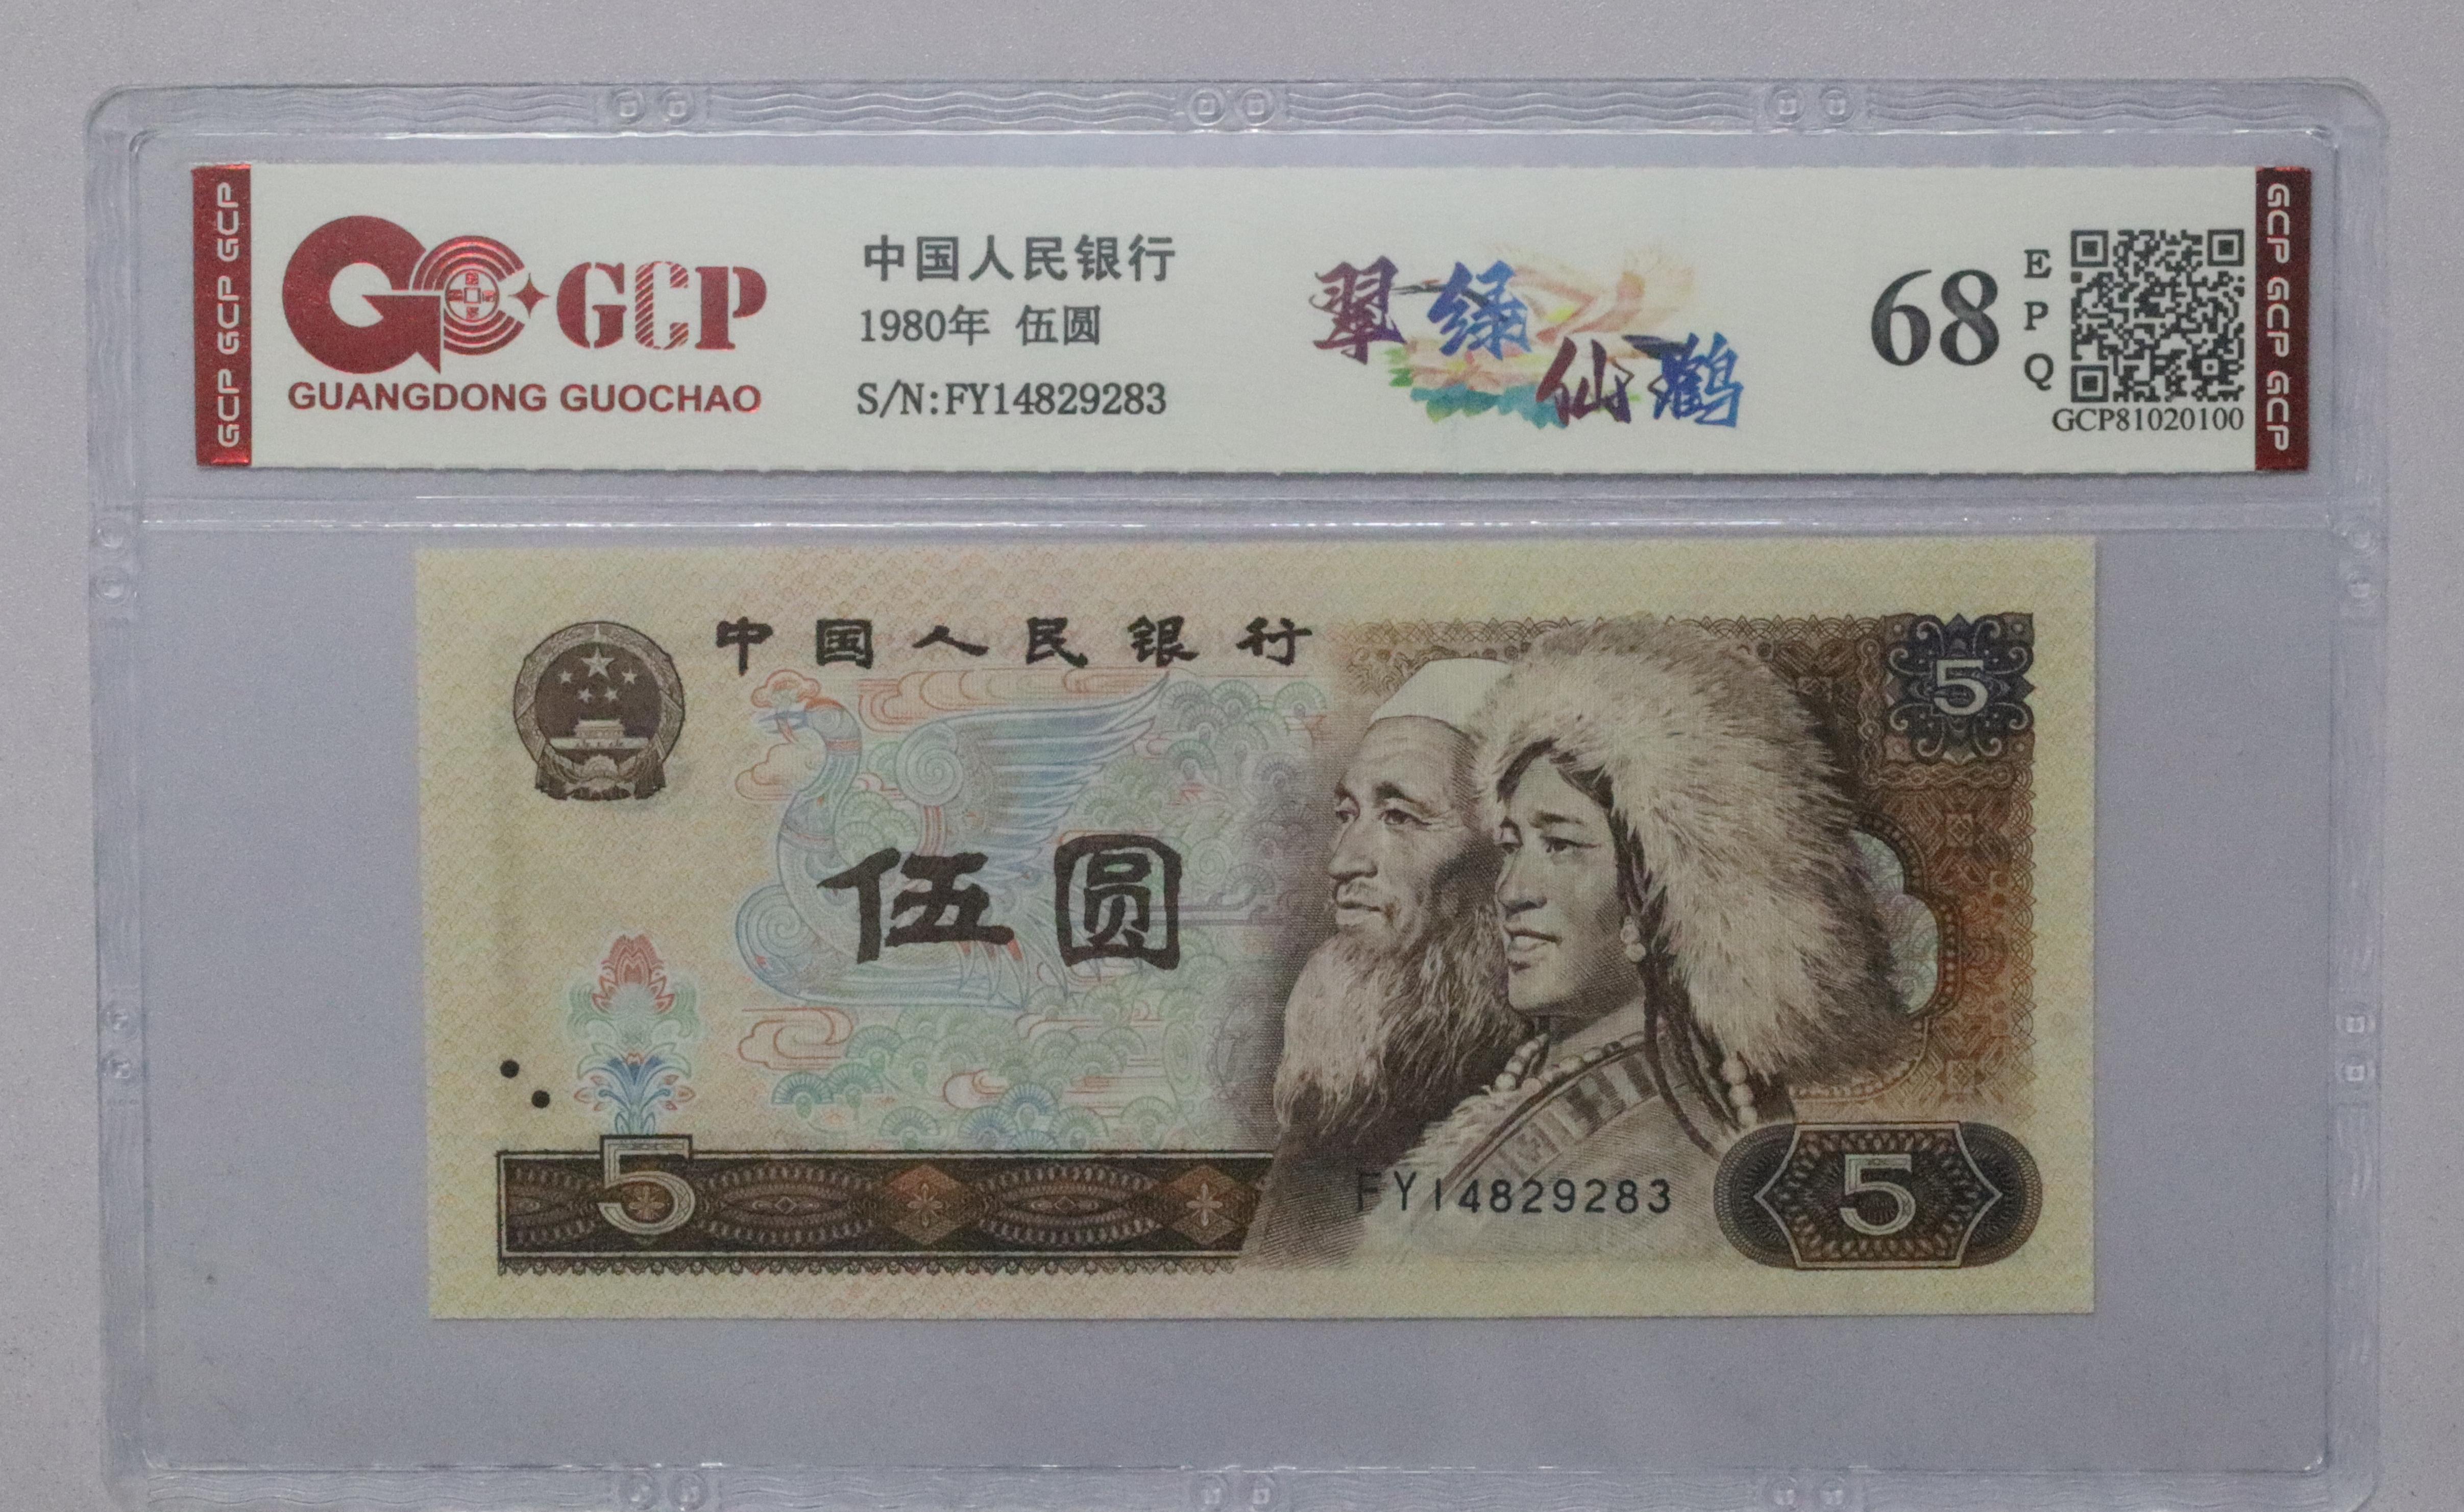 GCP GCP GCP
GCP
GUANGDONG GUOCHAO
中国人民银行
1980年 伍圆
S/N:FY14829283
翠绿仙鹤
68
EPQ
GCP81020100
GCP GCP GCP
中国人民银行
5
伍圆
5
FY14829283
5